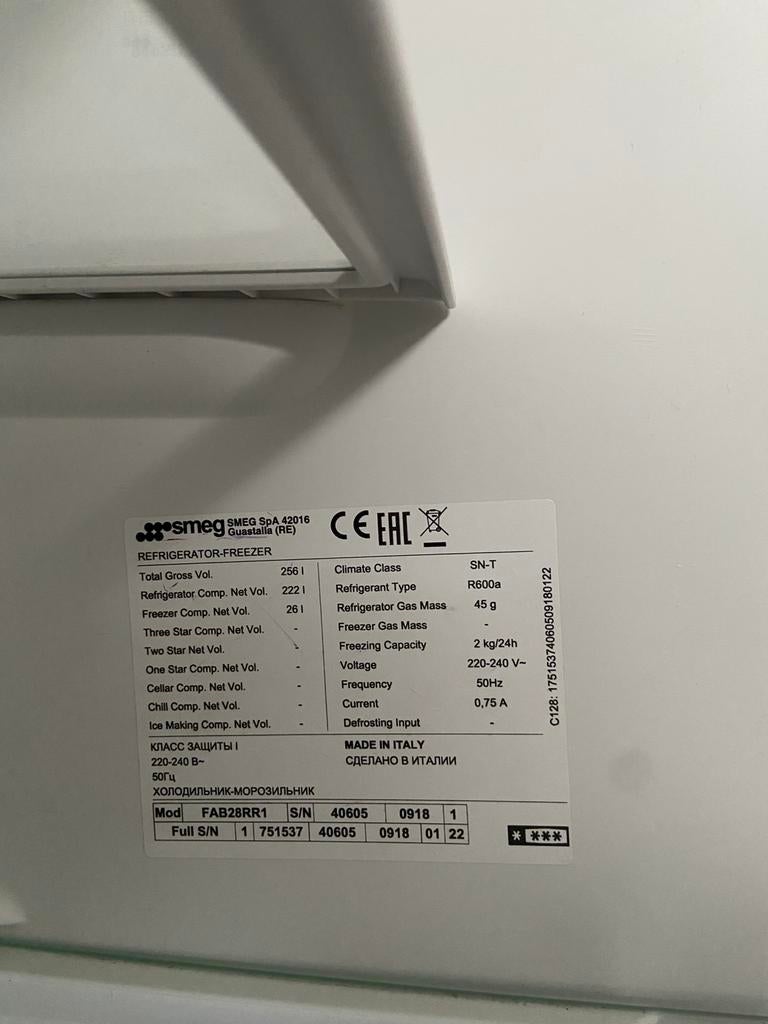 smeg SMEG SpA 42016
Guastalla (RE)
CE EAC
REFRIGERATOR-FREEZER
Total Gross Vol. 256 l
Refrigerator Comp. Net Vol. 222 l
Freezer Comp. Net Vol. 26 l
Three Star Comp. Net Vol. -
Two Star Net Vol. -
One Star Comp. Net Vol. -
Cellar Comp. Net Vol. -
Chill Comp. Net Vol. -
Ice Making Comp. Net Vol. -
Climate Class SN-T
Refrigerant Type R600a
Refrigerator Gas Mass 45 g
Freezer Gas Mass -
Freezing Capacity 2 kg/24h
Voltage 220-240 V~
Frequency 50Hz
Current 0,75 A
Defrosting Input -
C128: 17515374060509180122
КЛАСС ЗАЩИТЫ I
220-240 В~
50Гц
ХОЛОДИЛЬНИК-МОРОЗИЛЬНИК
MADE IN ITALY
СДЕЛАНО В ИТАЛИИ
Mod FAB28RR1 S/N 40605 0918 1
Full S/N 1 751537 40605 0918 01 22
* ***